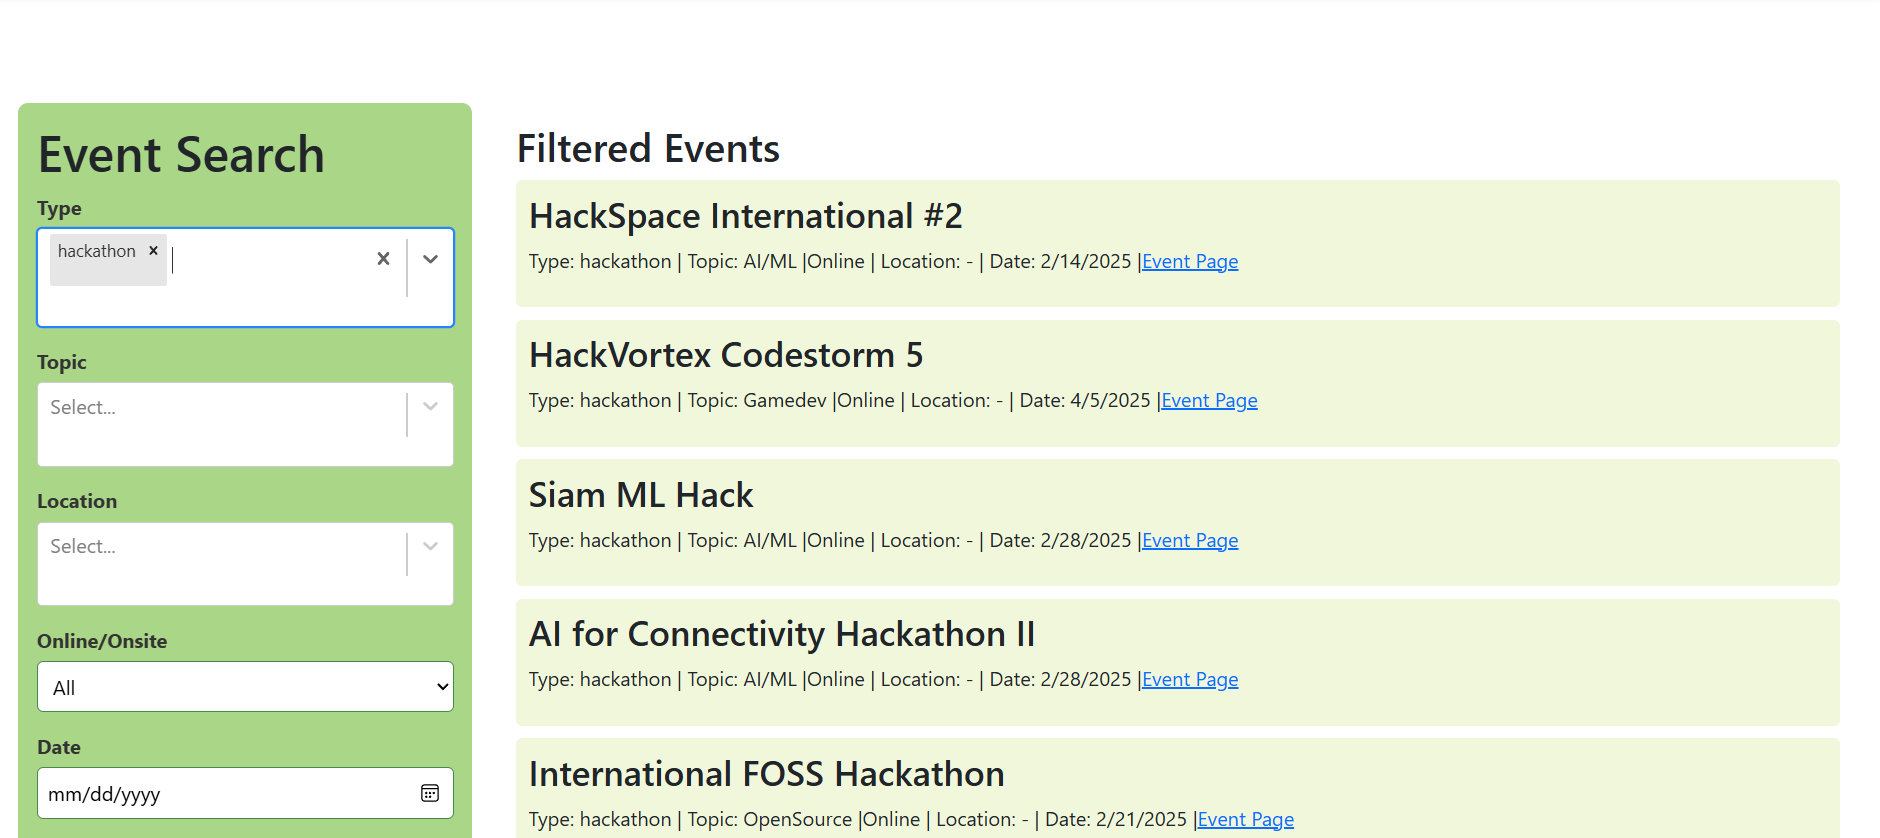 Event Search
Type
hackathon
Topic
Select...
Location
Select...
Online/Onsite
All
Date
mm/dd/yyyy
Filtered Events
HackSpace International #2
Type: hackathon | Topic: AI/ML |Online | Location: - | Date: 2/14/2025 |Event Page
HackVortex Codestorm 5
Type: hackathon | Topic: Gamedev |Online | Location: - | Date: 4/5/2025 |Event Page
Siam ML Hack
Type: hackathon | Topic: AI/ML |Online | Location: - | Date: 2/28/2025 |Event Page
AI for Connectivity Hackathon II
Type: hackathon | Topic: AI/ML |Online | Location: - | Date: 2/28/2025 |Event Page
International FOSS Hackathon
Type: hackathon | Topic: OpenSource |Online | Location: - | Date: 2/21/2025 |Event Page